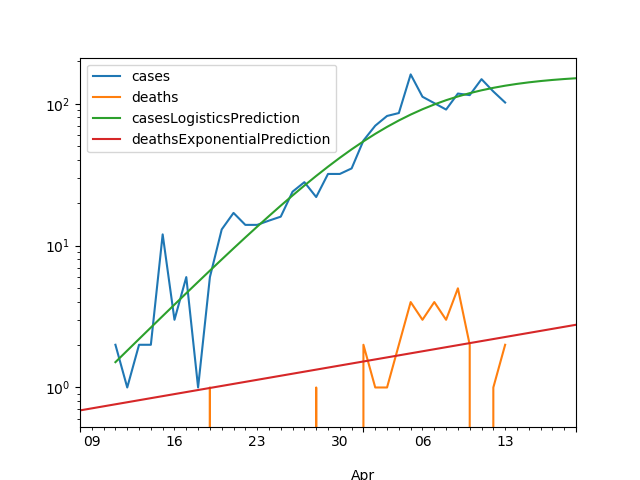 cases
deaths
casesLogisticsPrediction
deathsExponentialPrediction
10²
10¹
10⁰
09 16 23 30 06 13
Apr